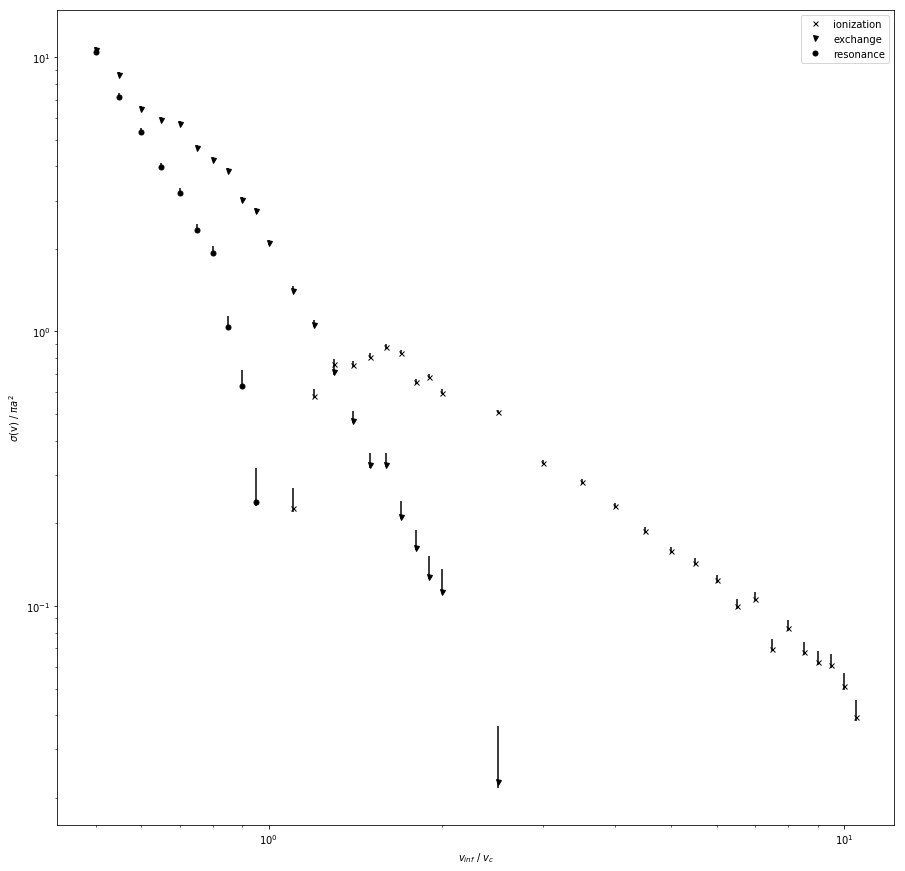 ionization
exchange
resonance
10¹
10⁰
10⁻¹
σ(v) / πa²
10⁰
10¹
v_inf / v_c